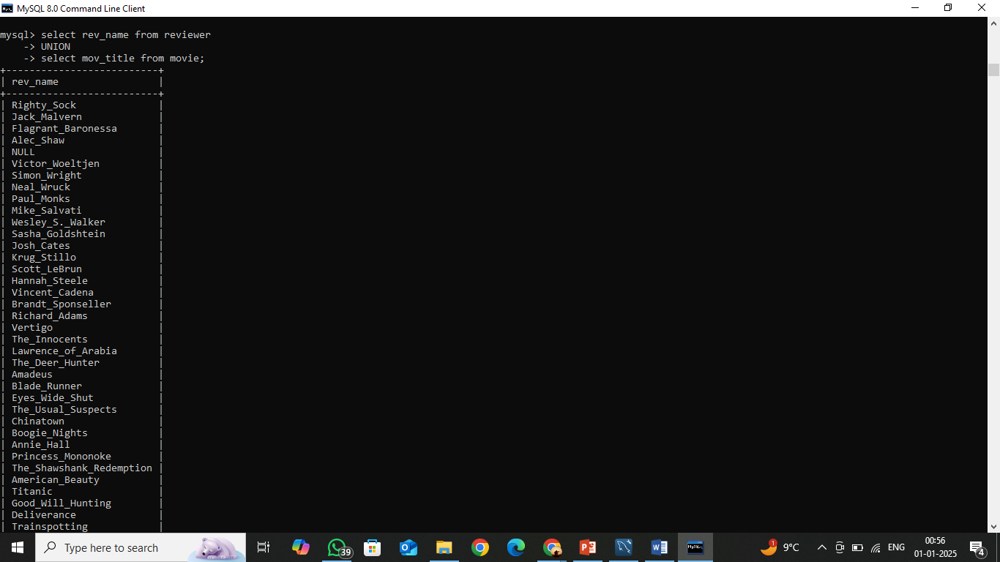 MySQL 8.0 Command Line Client
mysql> select rev_name from reviewer
    -> UNION
    -> select mov_title from movie;
+--------------------------+
| rev_name                 |
+--------------------------+
| Righty_Sock              |
| Jack_Malvern             |
| Flagrant_Baronessa       |
| Alec_Shaw                |
| NULL                     |
| Victor_Woeltjen          |
| Simon_Wright             |
| Neal_Wruck               |
| Paul_Monks               |
| Mike_Salvati             |
| Wesley_S._Walker         |
| Sasha_Goldshtein         |
| Josh_Cates               |
| Krug_Stillo              |
| Scott_LeBrun             |
| Hannah_Steele            |
| Vincent_Cadena           |
| Brandt_Sponseller        |
| Richard_Adams            |
| Vertigo                  |
| The_Innocents            |
| Lawrence_of_Arabia       |
| The_Deer_Hunter          |
| Amadeus                  |
| Blade_Runner             |
| Eyes_Wide_Shut           |
| The_Usual_Suspects       |
| Chinatown                |
| Boogie_Nights            |
| Annie_Hall               |
| Princess_Mononoke        |
| The_Shawshank_Redemption |
| American_Beauty          |
| Titanic                  |
| Good_Will_Hunting        |
| Deliverance              |
| Trainspotting            |
Type here to search
39
1
9°C
ENG
00:56
01-01-2025
4